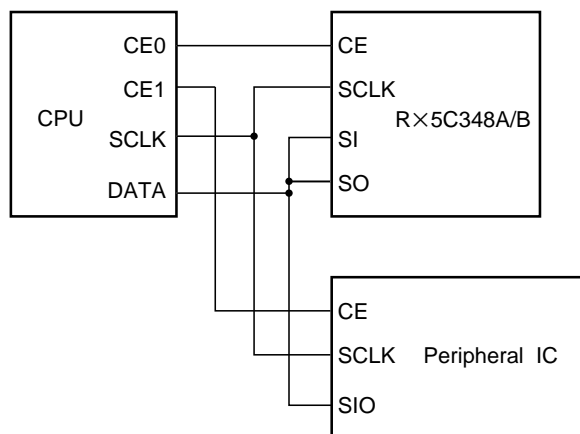 CE0
CE1
CPU
SCLK
DATA
CE
SCLK
R×5C348A/B
SI
SO
CE
SCLK Peripheral IC
SIO